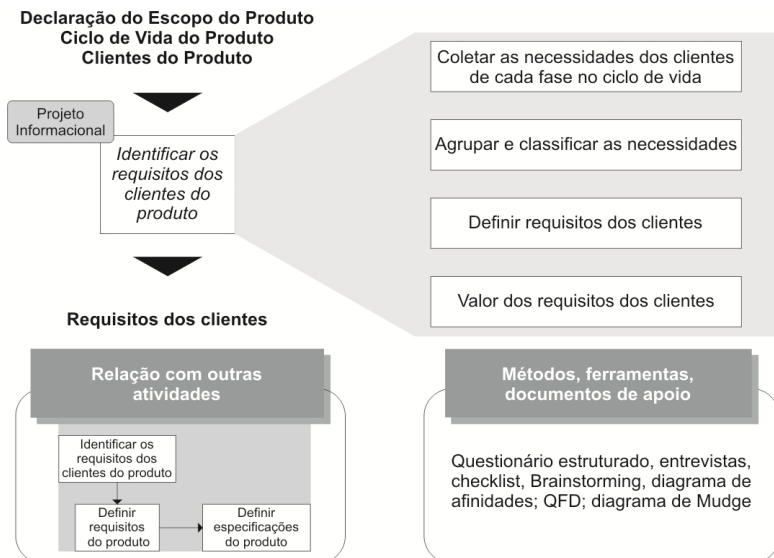 Declaração do Escopo do Produto
Ciclo de Vida do Produto
Clientes do Produto
Projeto
Informacional
Identificar os
requisitos dos
clientes do
produto
Requisitos dos clientes
Coletar as necessidades dos clientes
de cada fase no ciclo de vida
Agrupar e classificar as necessidades
Definir requisitos dos clientes
Valor dos requisitos dos clientes
Relação com outras
atividades
Identificar os
requisitos dos
clientes do produto
Definir
requisitos
do produto
Definir
especificações
do produto
Métodos, ferramentas,
documentos de apoio
Questionário estruturado, entrevistas,
checklist, Brainstorming, diagrama de
afinidades; QFD; diagrama de Mudge